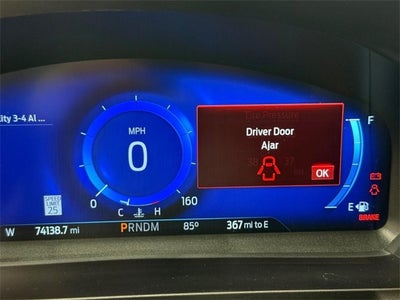 ity 3-4 Al ...
Tire Pressure
MPH
0
0
160
C
H
Driver Door
Ajar
OK
F
E
SPEED
LIMIT
25
BRAKE
W 74138.7 mi PRNDM 85° 367 mi to E